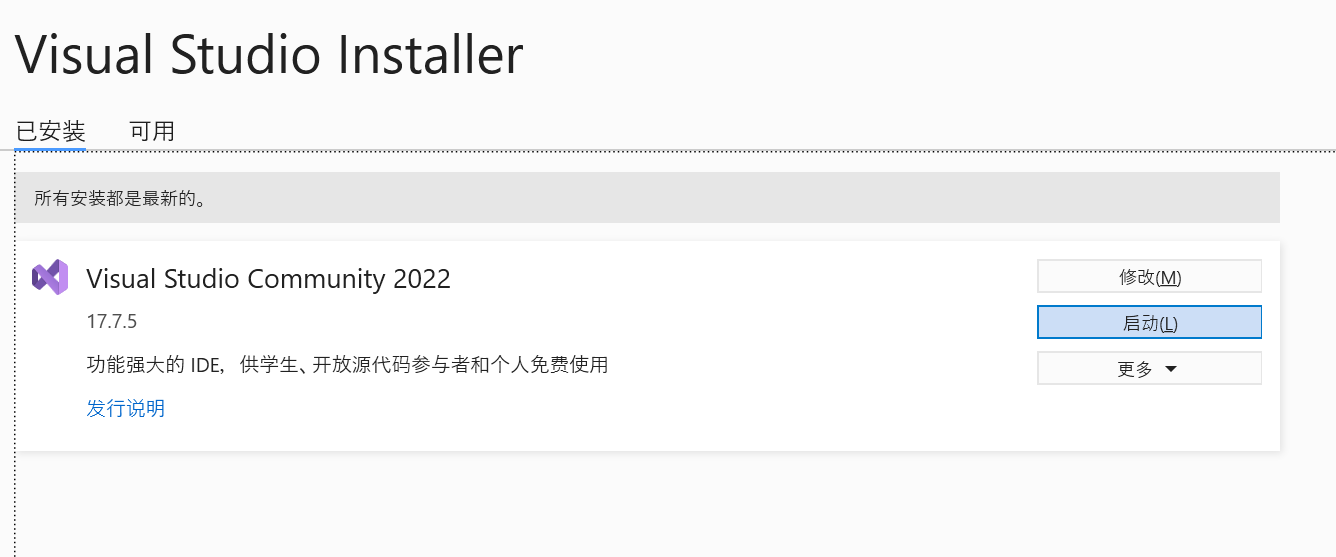 Visual Studio Installer
已安装 可用
所有安装都是最新的。
Visual Studio Community 2022
修改(M)
17.7.5
启动(L)
功能强大的 IDE，供学生、开放源代码参与者和个人免费使用
更多
发行说明